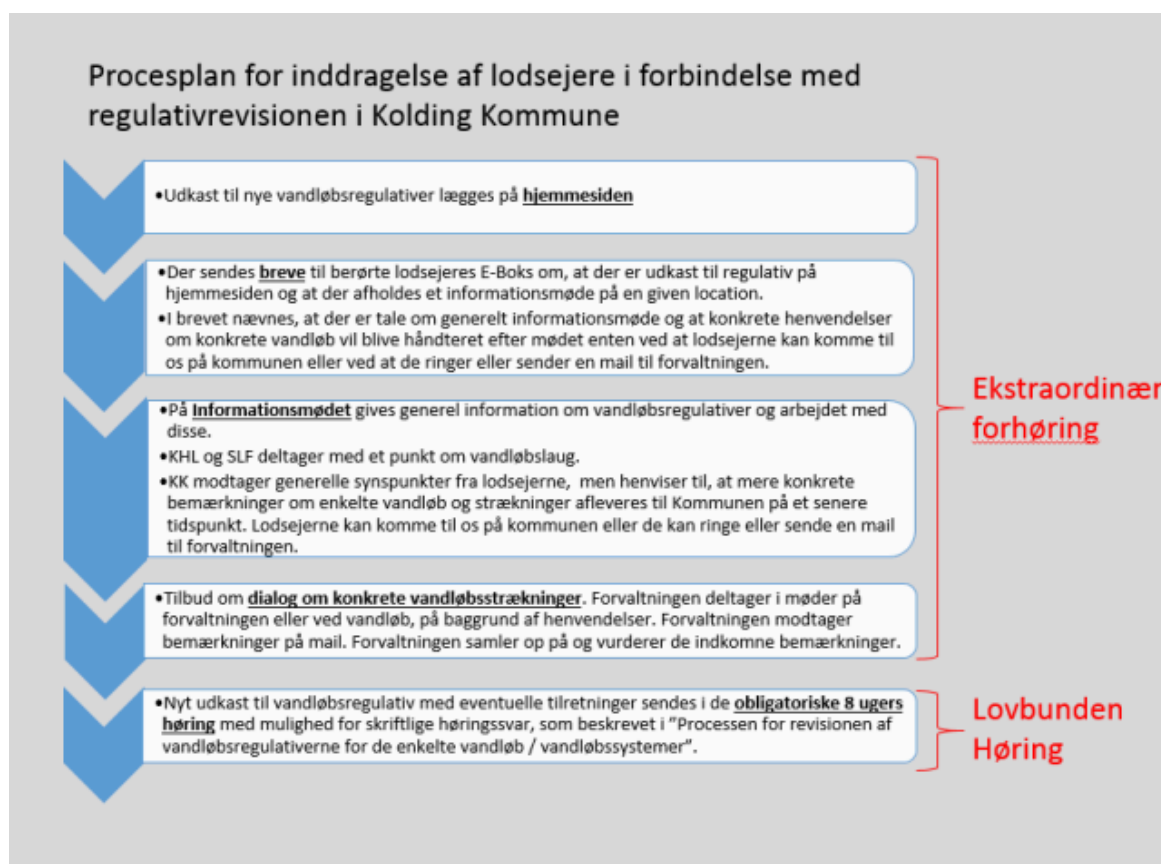 Procesplan for inddragelse af lodsejere i forbindelse med
regulativrevisionen i Kolding Kommune
•Udkast til nye vandløbsregulativer lægges på hjemmesiden
•Der sendes breve til berørte lodsejeres E-Boks om, at der er udkast til regulativ på
hjemmesiden og at der afholdes et informationsmøde på en given location.
•I brevet nævnes, at der er tale om generelt informationsmøde og at konkrete henvendelser
om konkrete vandløb vil blive håndteret efter mødet enten ved at lodsejerne kan komme til
os på kommunen eller ved at de ringer eller sender en mail til forvaltningen.
•På Informationsmødet gives generel information om vandløbsregulativer og arbejdet med
disse.
•KHL og SLF deltager med et punkt om vandløbslaug.
•KK modtager generelle synspunkter fra lodsejerne, men henviser til, at mere konkrete
bemærkninger om enkelte vandløb og strækninger afleveres til Kommunen på et senere
tidspunkt. Lodsejerne kan komme til os på kommunen eller de kan ringe eller sende en mail
til forvaltningen.
•Tilbud om dialog om konkrete vandløbsstrækninger. Forvaltningen deltager i møder på
forvaltningen eller ved vandløb, på baggrund af henvendelser. Forvaltningen modtager
bemærkninger på mail. Forvaltningen samler op på og vurderer de indkomne bemærkninger.
Ekstraordinær
forhøring
•Nyt udkast til vandløbsregulativ med eventuelle tilretninger sendes i de obligatoriske 8 ugers
høring med mulighed for skriftlige høringssvar, som beskrevet i ”Processen for revisionen af
vandløbsregulativerne for de enkelte vandløb / vandløbssystemer”.
Lovbunden
Høring